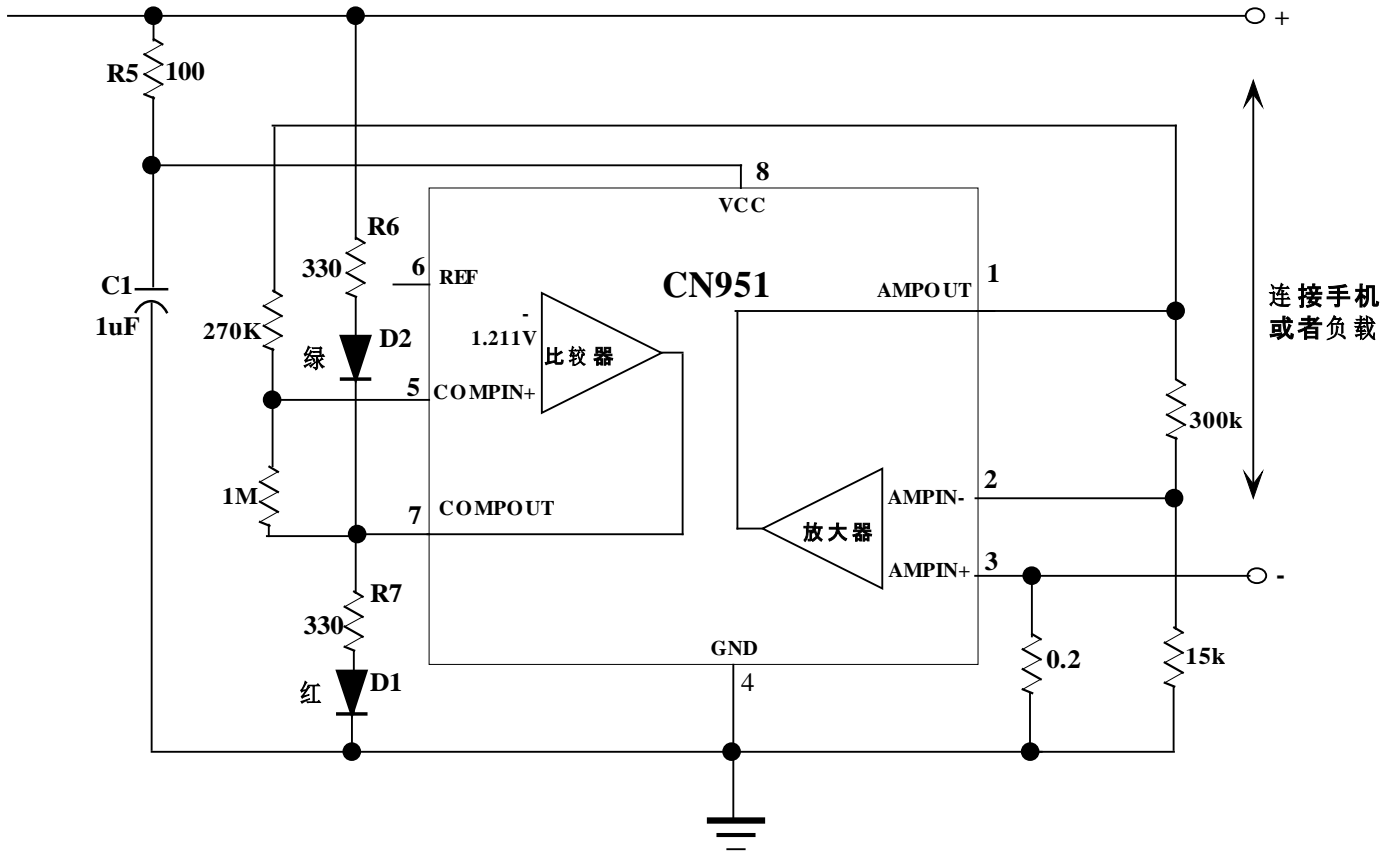 +
R5
100
8
VCC
R6
330
6
REF
CN951
1
AMPOUT
C1
1uF
270K
-
1.211V
比较器
D2
绿
连接手机
或者负载
5
COMPIN+
300k
1M
2
AMPIN-
7
COMPOUT
放大器
3
AMPIN+
-
R7
330
GND
4
0.2
15k
红
D1